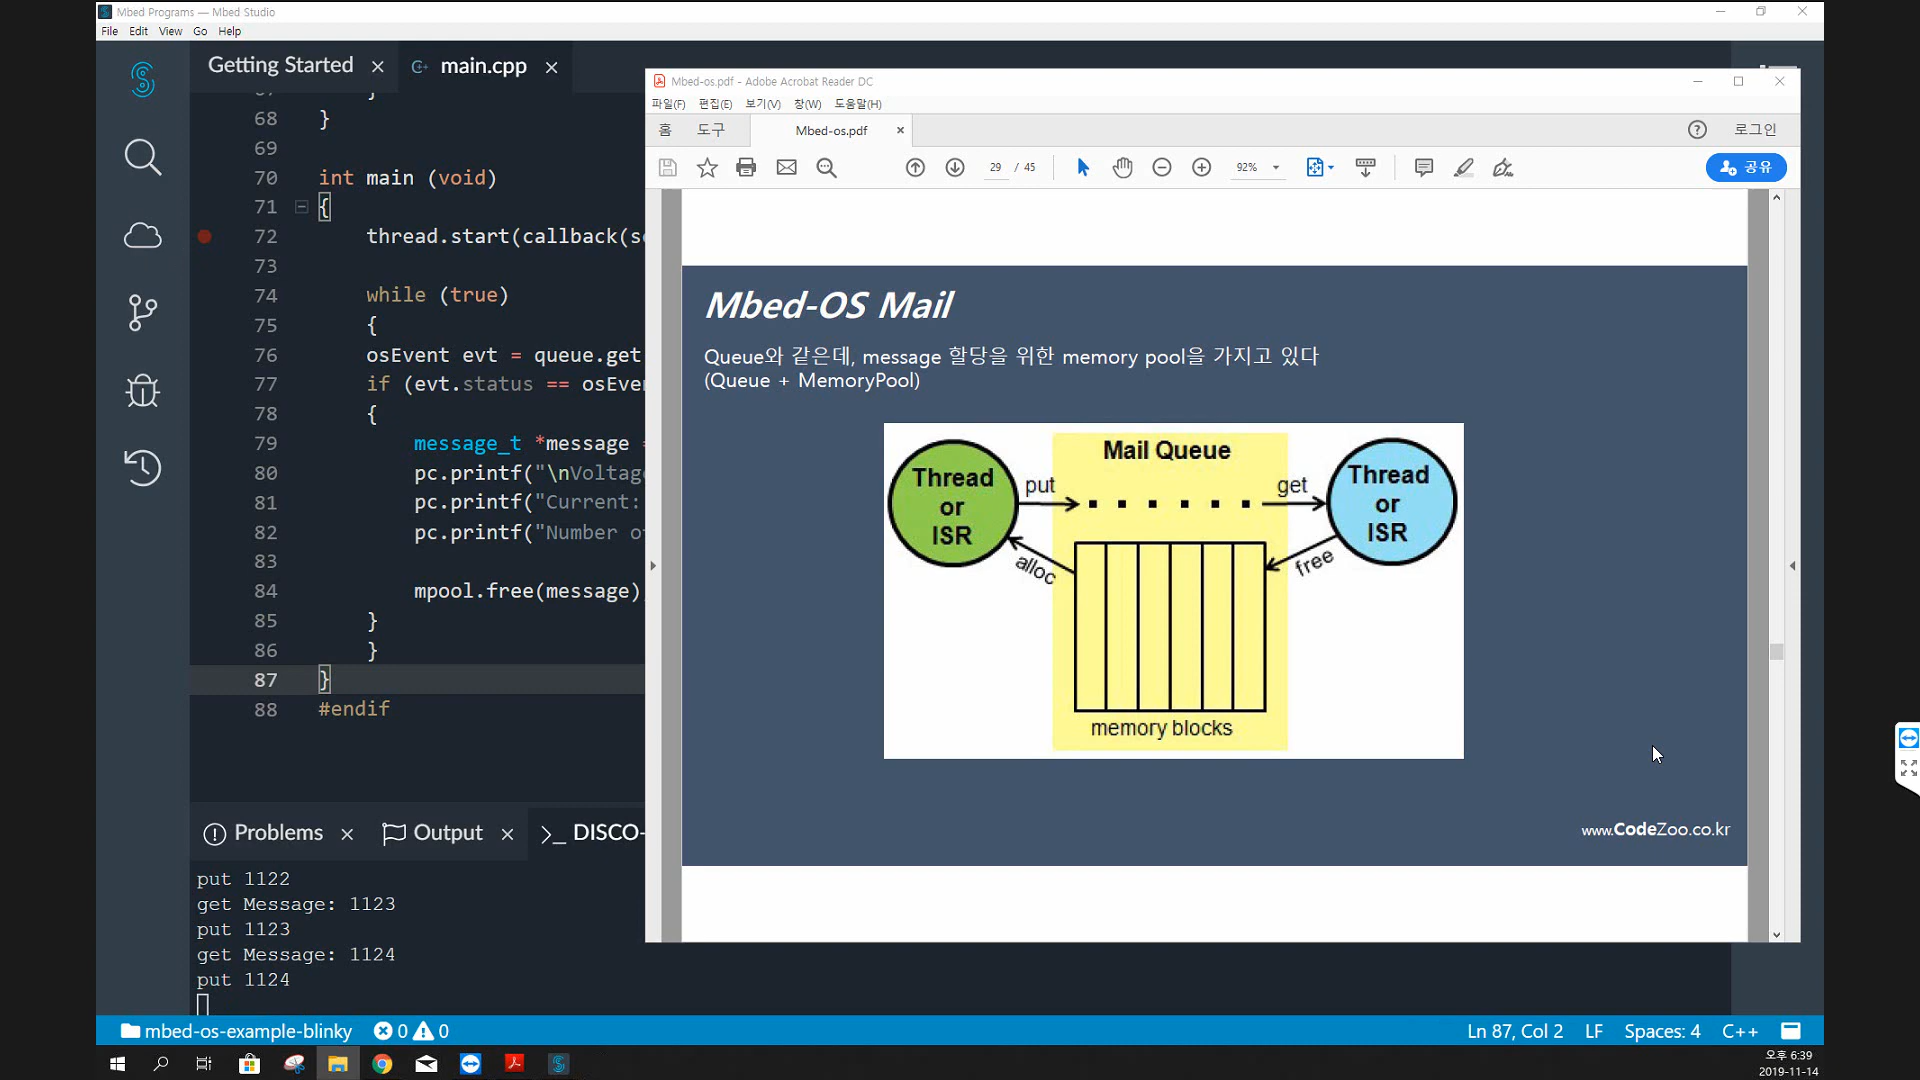 Mbed Programs — Mbed Studio
File Edit View Go Help
Getting Started × main.cpp ×
68 }
69
70 int main (void)
71 {
72 thread.start(callback(s
73
74 while (true)
75 {
76 osEvent evt = queue.get
77 if (evt.status == osEve
78 {
79 message_t *message =
80 pc.printf("\nVoltag
81 pc.printf("Current:
82 pc.printf("Number o
83
84 mpool.free(message)
85 }
86 }
87 }
88 #endif
Problems × Output × >_ DISCO-
put 1122
get Message: 1123
put 1123
get Message: 1124
put 1124
Mbed-os.pdf - Adobe Acrobat Reader DC
파일(F) 편집(E) 보기(V) 창(W) 도움말(H)
홈 도구 Mbed-os.pdf × 로그인
29 / 45 92% 공유
Mbed-OS Mail
Queue와 같은데, message 할당을 위한 memory pool을 가지고 있다
(Queue + MemoryPool)
Mail Queue
Thread
or
ISR
put
get
Thread
or
ISR
alloc
free
memory blocks
www.CodeZoo.co.kr
mbed-os-example-blinky 0 0 Ln 87, Col 2 LF Spaces: 4 C++
오후 6:39
2019-11-14